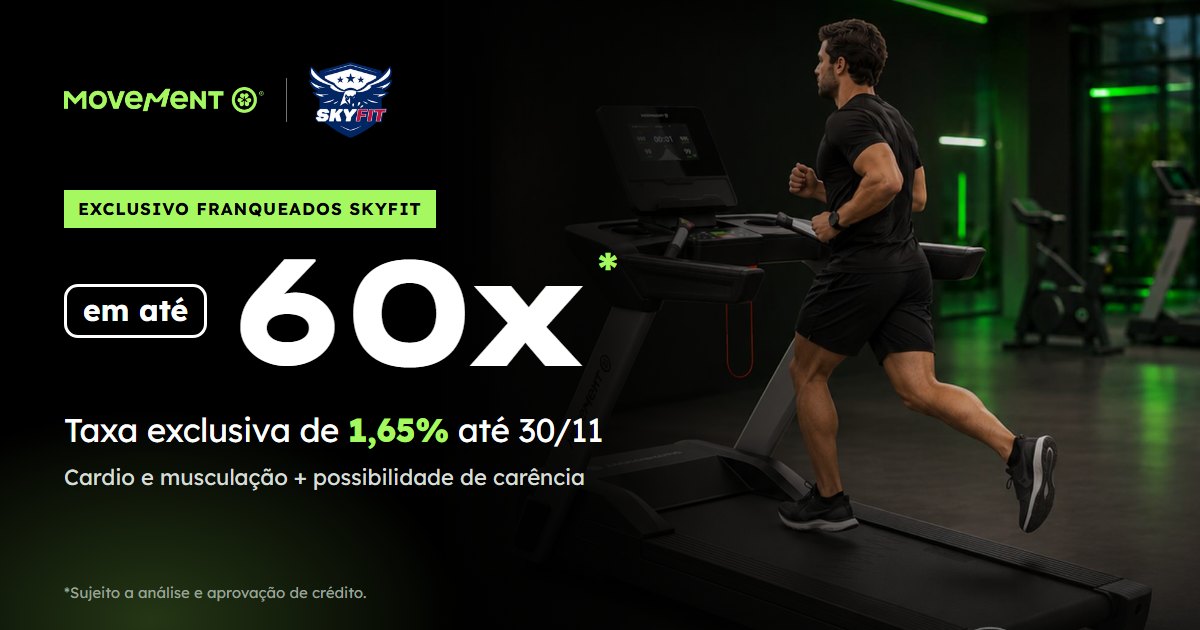 MOVEMENT
SKYFIT
EXCLUSIVO FRANQUEADOS SKYFIT
em até 60x*
Taxa exclusiva de 1,65% até 30/11
Cardio e musculação + possibilidade de carência
*Sujeito a análise e aprovação de crédito.